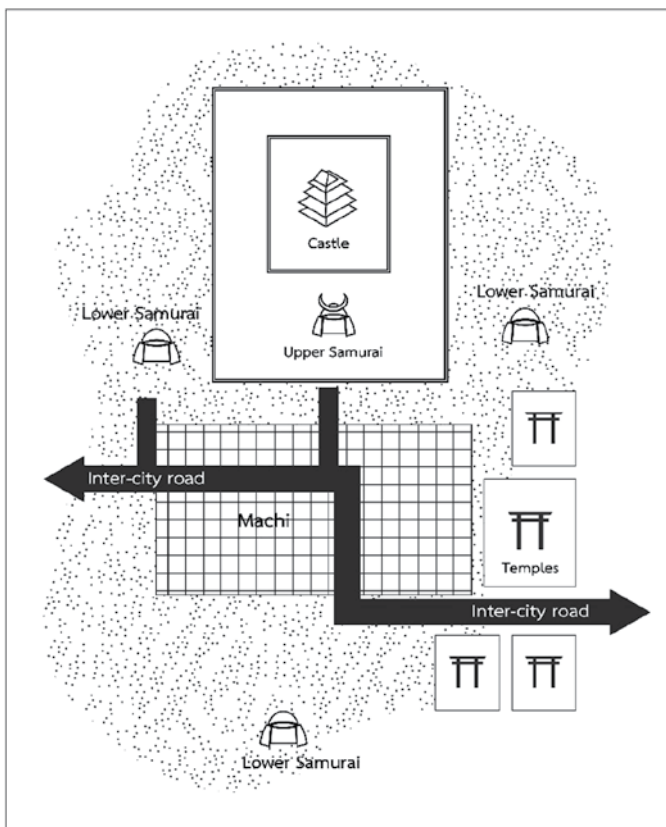 Castle
Lower Samurai
Lower Samurai
Upper Samurai
Inter-city road
Machi
Temples
Inter-city road
Lower Samurai